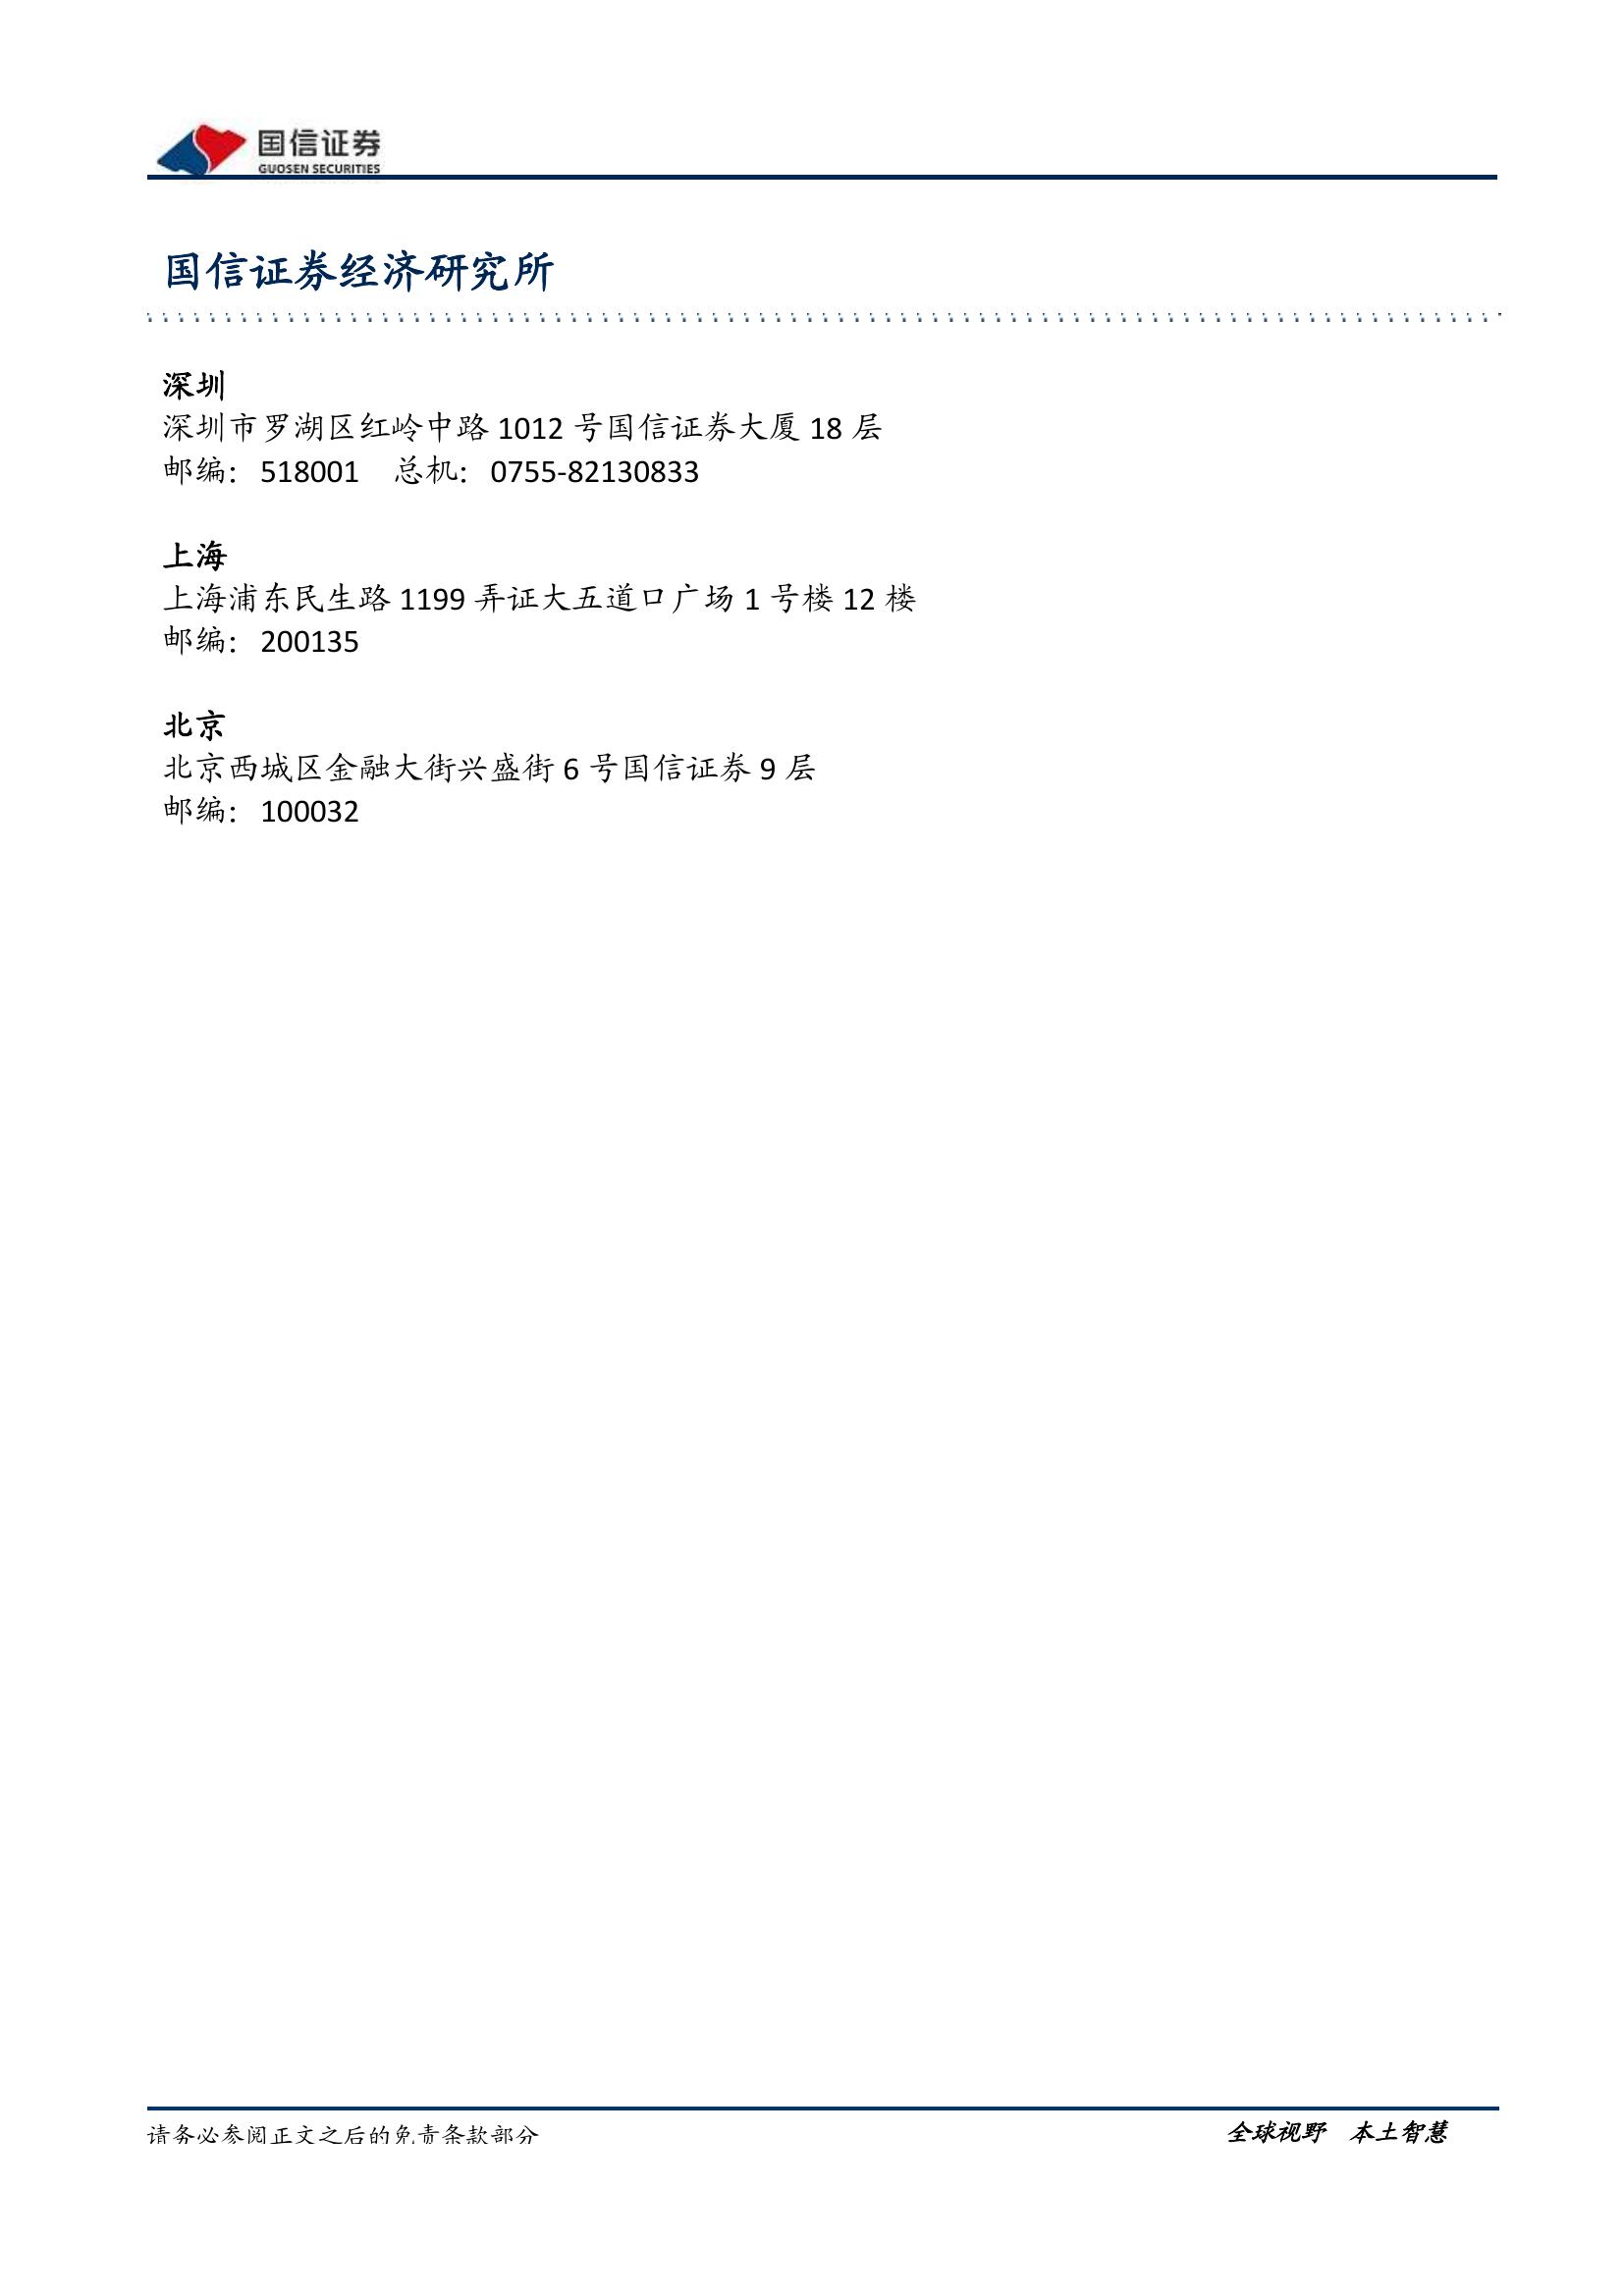 国信证券
GUOSEN SECURITIES
国信证券经济研究所
深圳
深圳市罗湖区红岭中路 1012 号国信证券大厦 18 层
邮编：518001 总机：0755-82130833
上海
上海浦东民生路 1199 弄证大五道口广场 1 号楼 12 楼
邮编：200135
北京
北京西城区金融大街兴盛街 6 号国信证券 9 层
邮编：100032
请务必参阅正文之后的免责条款部分 全球视野 本土智慧